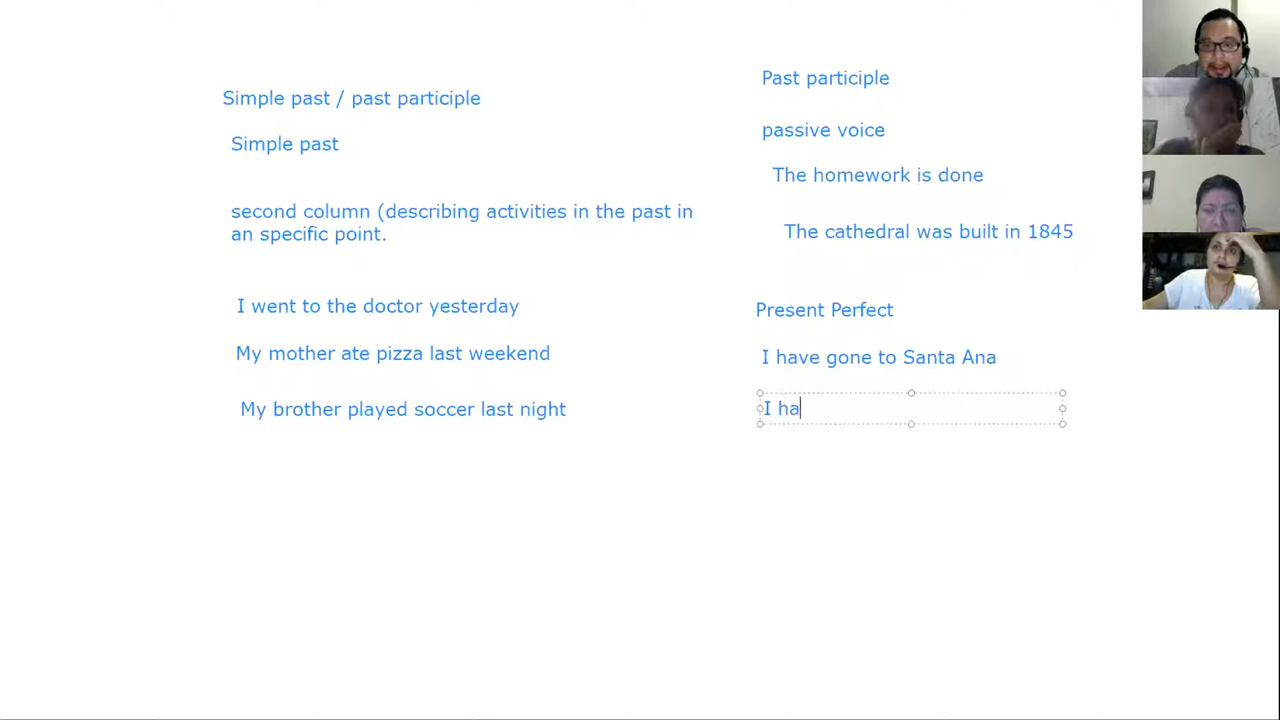 Simple past / past participle
Simple past
second column (describing activities in the past in
an specific point.
I went to the doctor yesterday
My mother ate pizza last weekend
My brother played soccer last night
Past participle
passive voice
The homework is done
The cathedral was built in 1845
Present Perfect
I have gone to Santa Ana
I ha